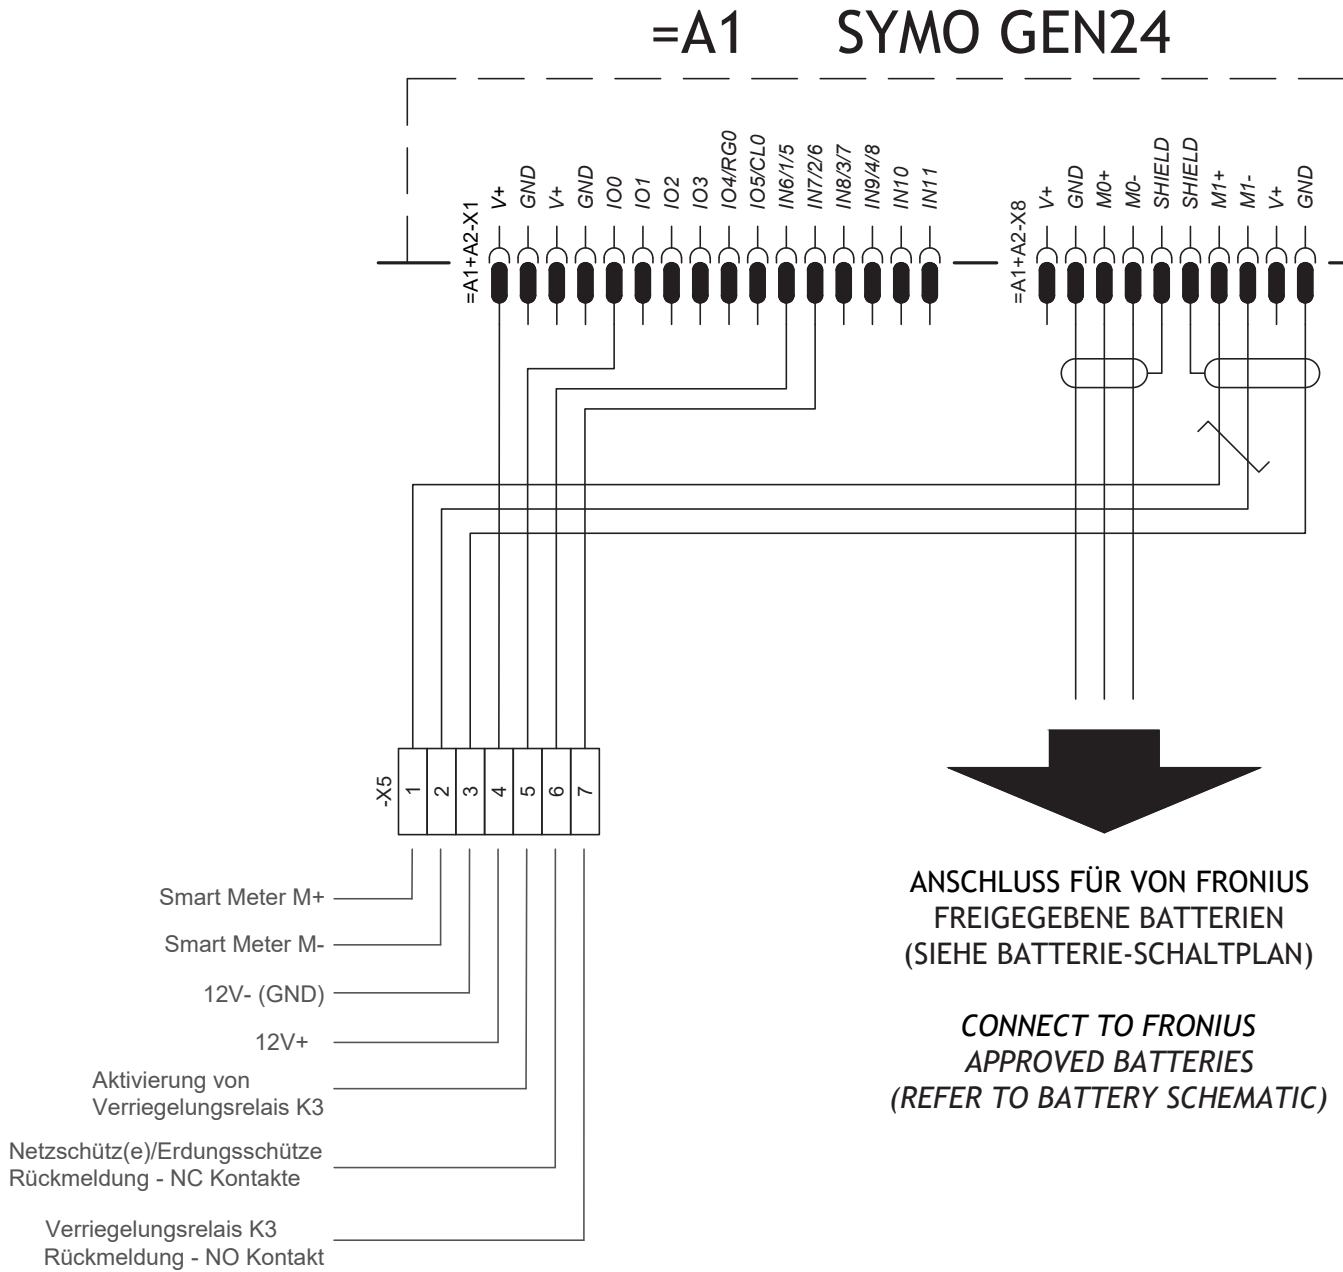 =A1 SYMO GEN24
=A1+A2-X1
V+
GND
V+
GND
IO0
IO1
IO2
IO3
IO4/RG0
IO5/CL0
IN6/1/5
IN7/2/6
IN8/3/7
IN9/4/8
IN10
IN11
=A1+A2-X8
V+
GND
M0+
M0-
SHIELD
SHIELD
M1+
M1-
V+
GND
-X5
1
2
3
4
5
6
7
Smart Meter M+
Smart Meter M-
12V- (GND)
12V+
Aktivierung von
Verriegelungsrelais K3
Netzschütz(e)/Erdungsschütze
Rückmeldung - NC Kontakte
Verriegelungsrelais K3
Rückmeldung - NO Kontakt
ANSCHLUSS FÜR VON FRONIUS
FREIGEGEBENE BATTERIEN
(SIEHE BATTERIE-SCHALTPLAN)
CONNECT TO FRONIUS
APPROVED BATTERIES
(REFER TO BATTERY SCHEMATIC)